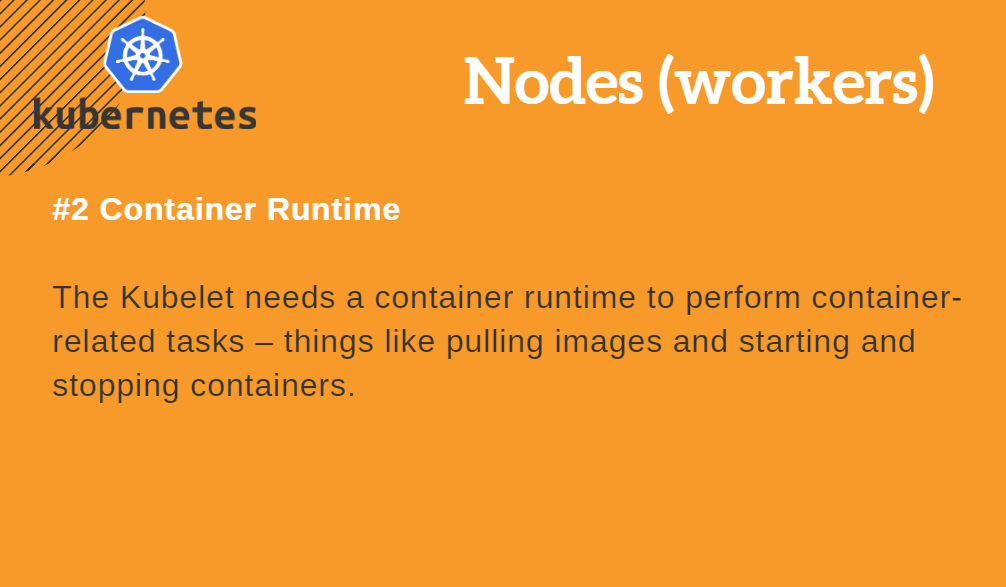 kubernetes
Nodes (workers)
#2 Container Runtime
The Kubelet needs a container runtime to perform container-
related tasks – things like pulling images and starting and
stopping containers.